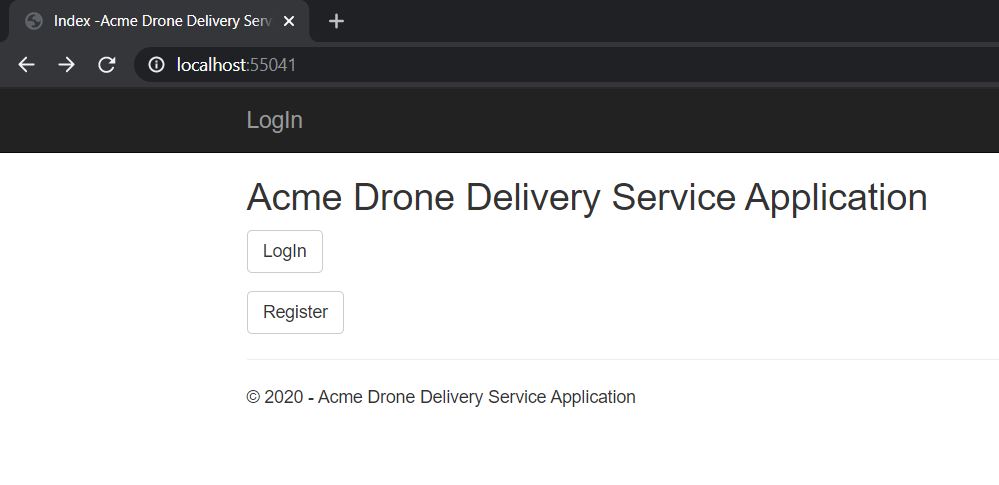 Index -Acme Drone Delivery Serv
localhost:55041
LogIn
Acme Drone Delivery Service Application
LogIn
Register
© 2020 - Acme Drone Delivery Service Application